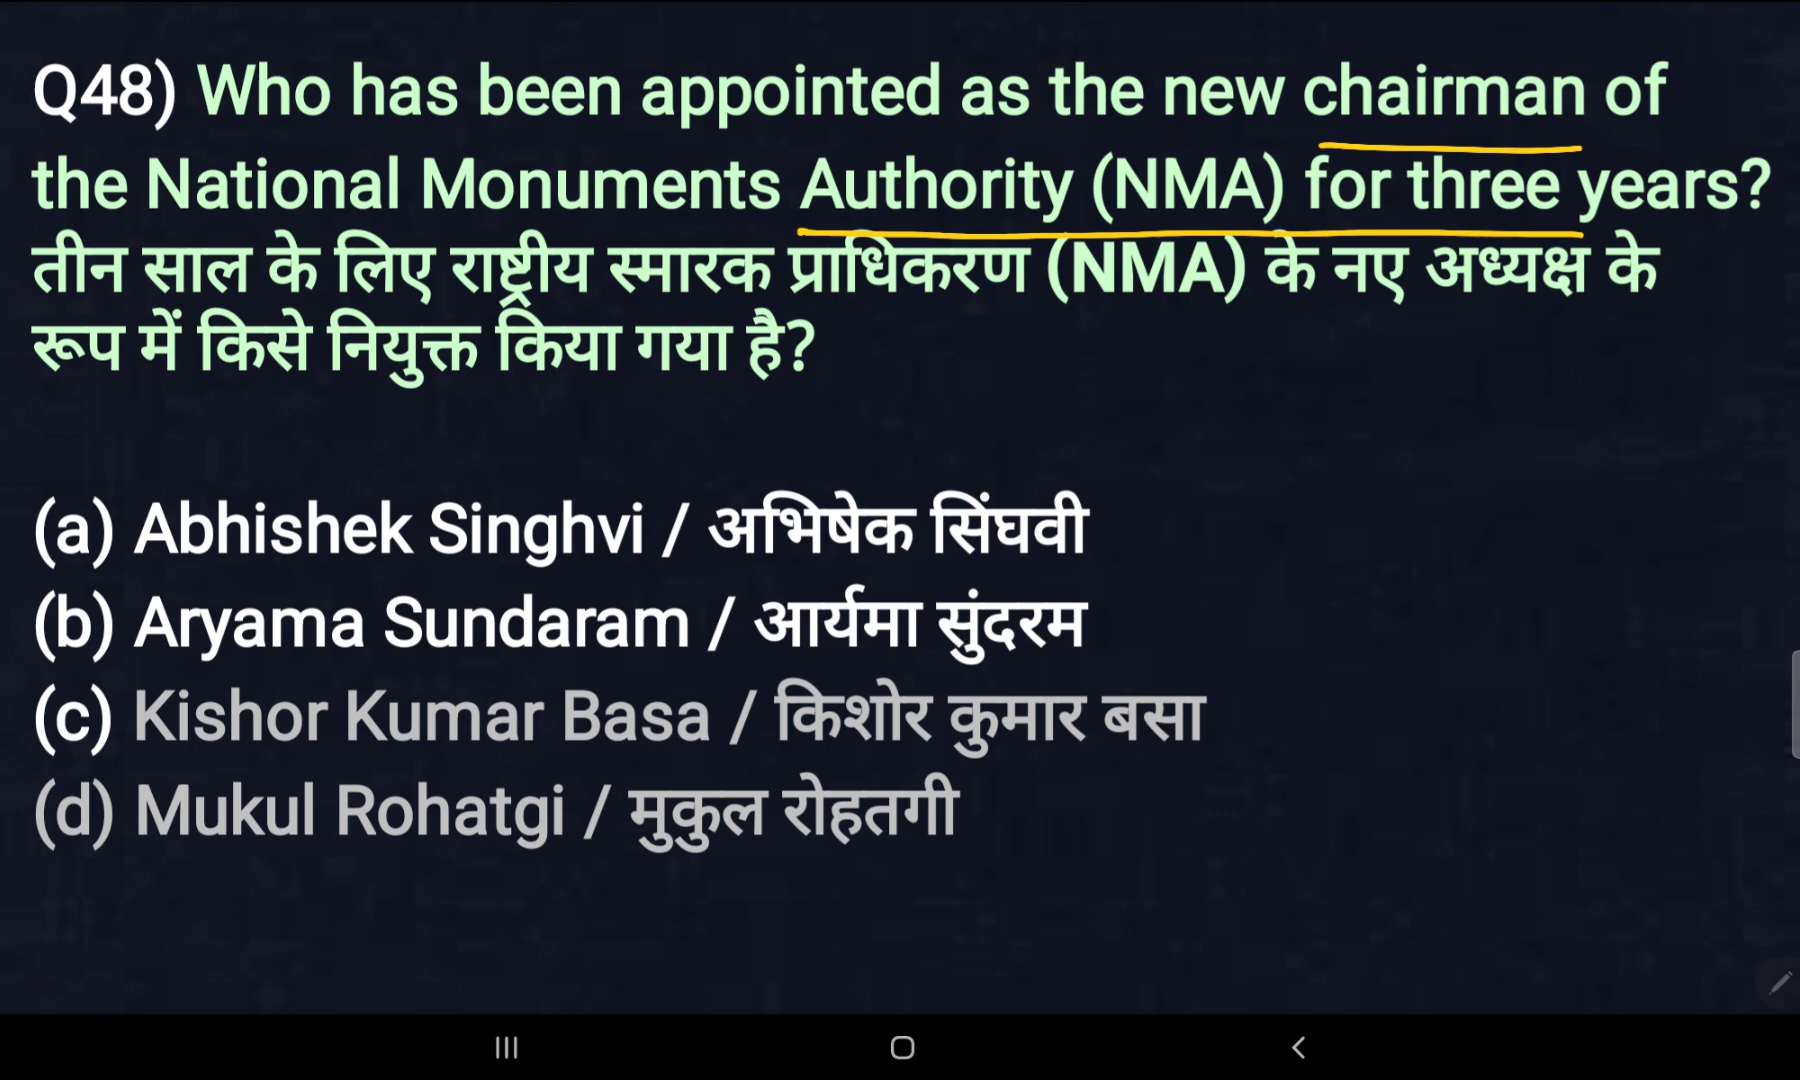 Q48) Who has been appointed as the new chairman of
the National Monuments Authority (NMA) for three years?
तीन साल के लिए राष्ट्रीय स्मारक प्राधिकरण (NMA) के नए अध्यक्ष के
रूप में किसे नियुक्त किया गया है?
(a) Abhishek Singhvi / अभिषेक सिंघवी
(b) Aryama Sundaram / आर्यमा सुंदरम
(c) Kishor Kumar Basa / किशोर कुमार बसा
(d) Mukul Rohatgi / मुकुल रोहतगी